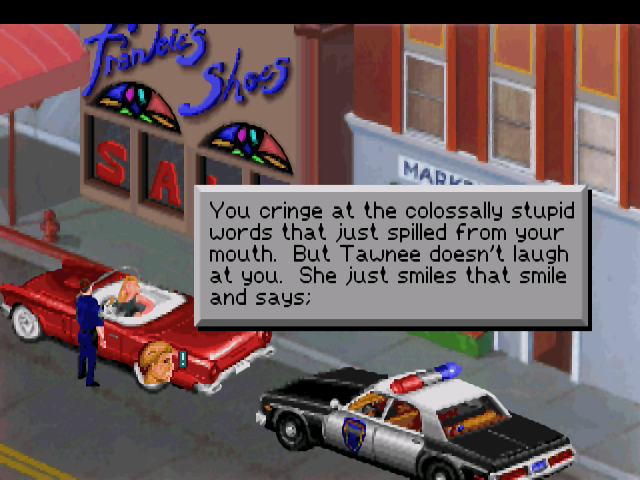 Frankie's
Shoes
SA
MARK
You cringe at the colossally stupid
words that just spilled from your
mouth. But Tawnee doesn't laugh
at you. She just smiles that smile
and says;